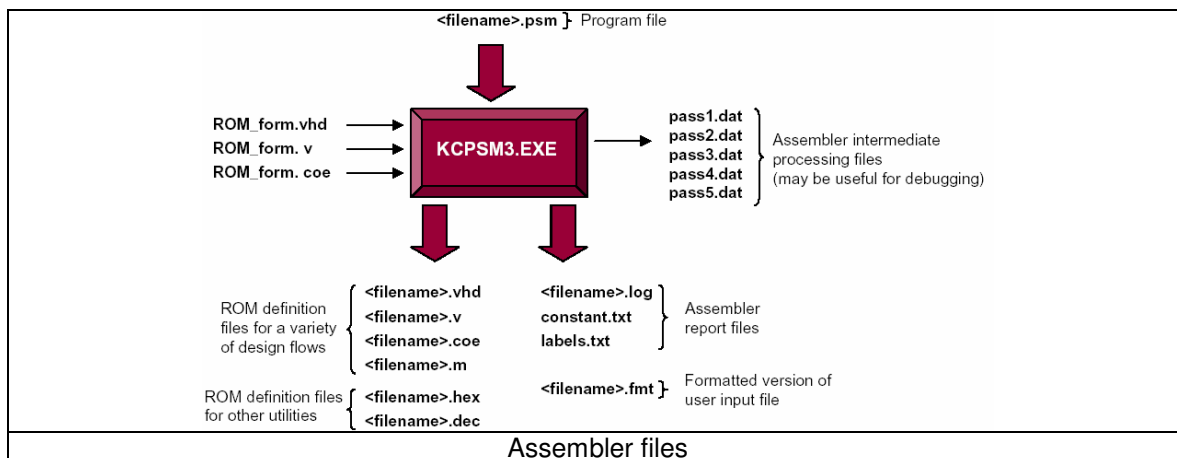 <filename>.psm } Program file
ROM_form.vhd
ROM_form. v
ROM_form. coe
KCPSM3.EXE
pass1.dat
pass2.dat
pass3.dat
pass4.dat
pass5.dat
Assembler intermediate
processing files
(may be useful for debugging)
ROM definition
files for a variety
of design flows
<filename>.vhd
<filename>.v
<filename>.coe
<filename>.m
<filename>.log
constant.txt
labels.txt
Assembler
report files
ROM definition files
for other utilities
<filename>.hex
<filename>.dec
<filename>.fmt
Formatted version of
user input file
Assembler files